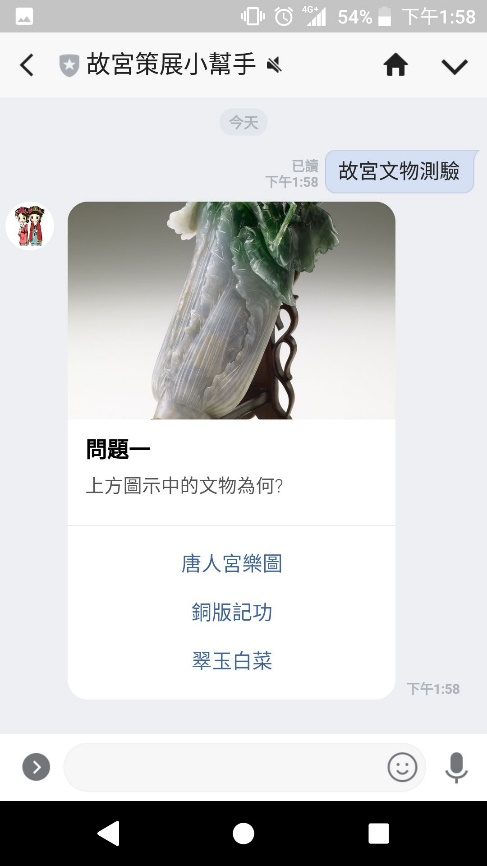 4G+ 54% 下午1:58
故宮策展小幫手
今天
已讀
下午1:58
故宮文物測驗
問題一
上方圖示中的文物為何?
唐人宮樂圖
銅版記功
翠玉白菜
下午1:58